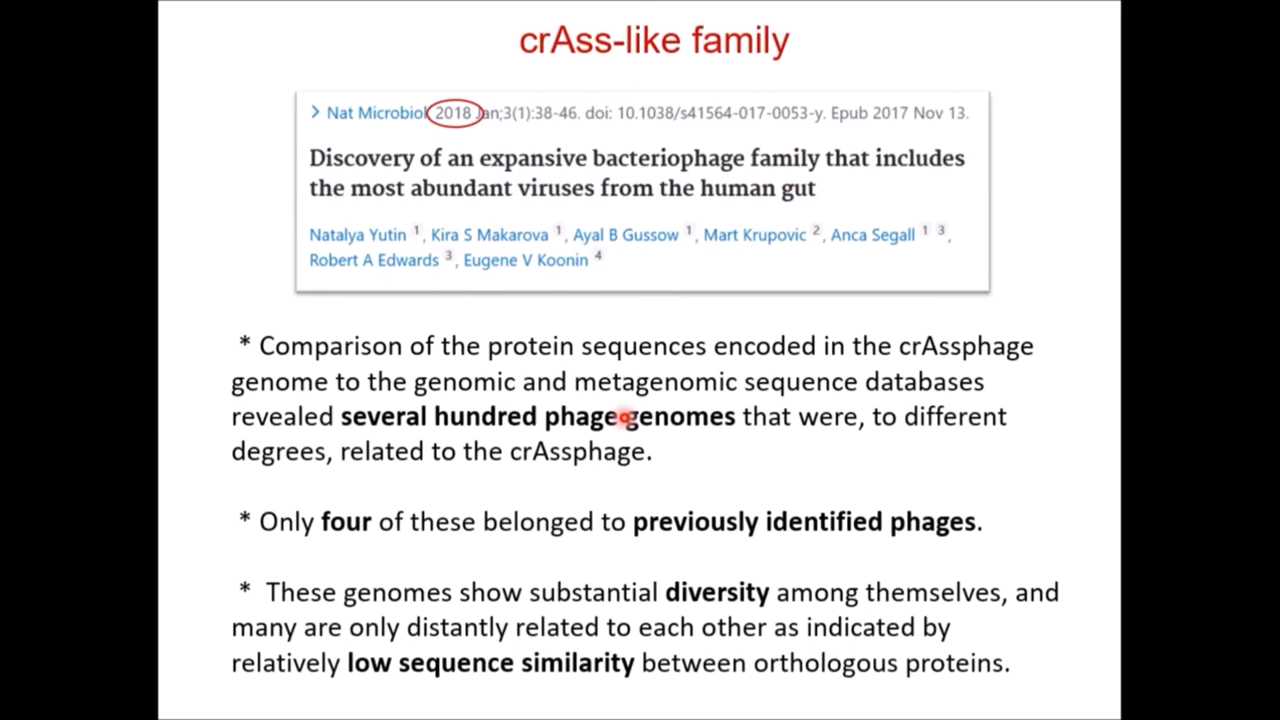 crAss-like family
> Nat Microbiol 2018 Jan;3(1):38-46. doi: 10.1038/s41564-017-0053-y. Epub 2017 Nov 13.
Discovery of an expansive bacteriophage family that includes
the most abundant viruses from the human gut
Natalya Yutin 1, Kira S Makarova 1, Ayal B Gussow 1, Mart Krupovic 2, Anca Segall 1 3,
Robert A Edwards 3, Eugene V Koonin 4
* Comparison of the protein sequences encoded in the crAssphage
genome to the genomic and metagenomic sequence databases
revealed several hundred phage genomes that were, to different
degrees, related to the crAssphage.
* Only four of these belonged to previously identified phages.
* These genomes show substantial diversity among themselves, and
many are only distantly related to each other as indicated by
relatively low sequence similarity between orthologous proteins.